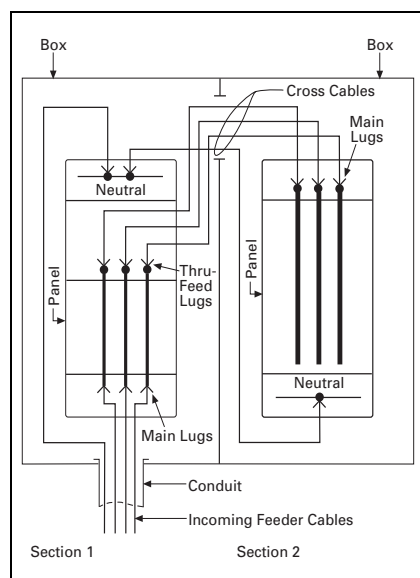 Box
Box
Cross Cables
Main
Lugs
Neutral
Thru-
Feed
Lugs
Panel
Panel
Neutral
Main Lugs
Conduit
Incoming Feeder Cables
Section 1
Section 2